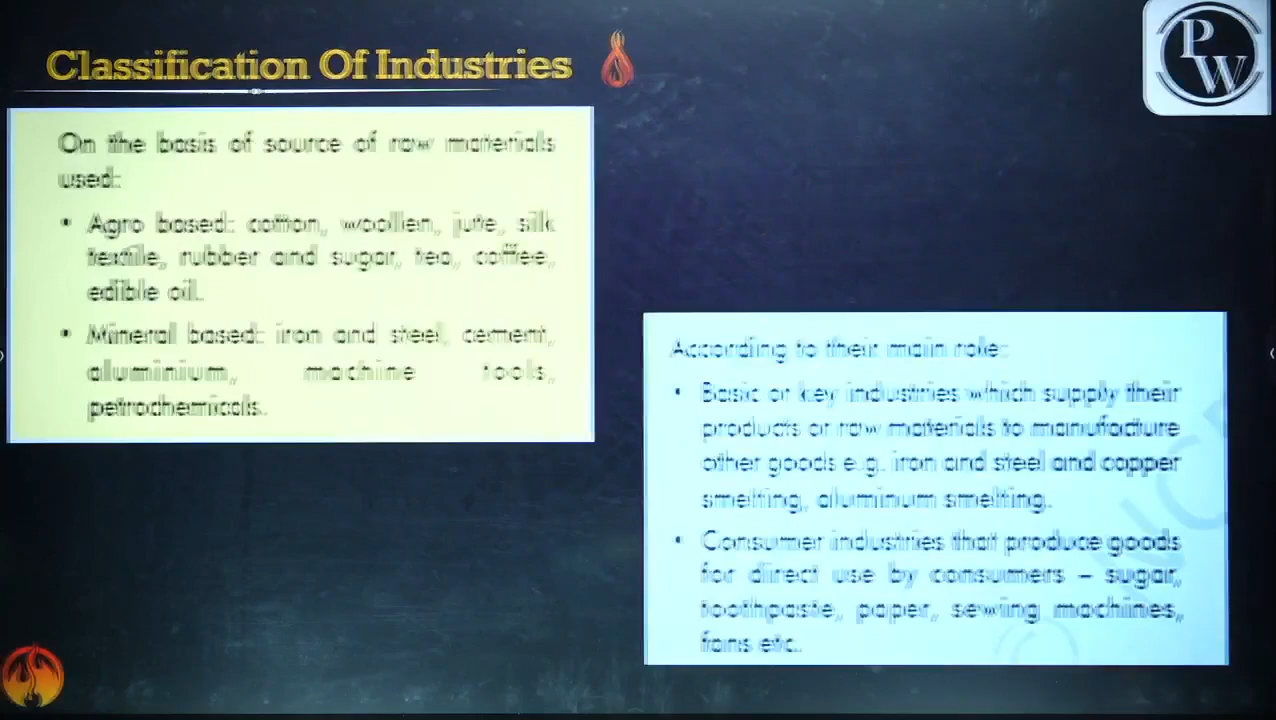 Classification Of Industries
PW
On the basis of source of raw materials
used:
• Agro based: cotton, woollen, jute, silk
textile, rubber and sugar, tea, coffee,
edible oil.
• Mineral based: iron and steel, cement,
aluminium, machine tools,
petrochemicals.
According to their main role:
• Basic or key industries which supply their
products or raw materials to manufacture
other goods e.g. iron and steel and copper
smelting, aluminum smelting.
• Consumer industries that produce goods
for direct use by consumers – sugar,
toothpaste, paper, sewing machines,
fans etc.